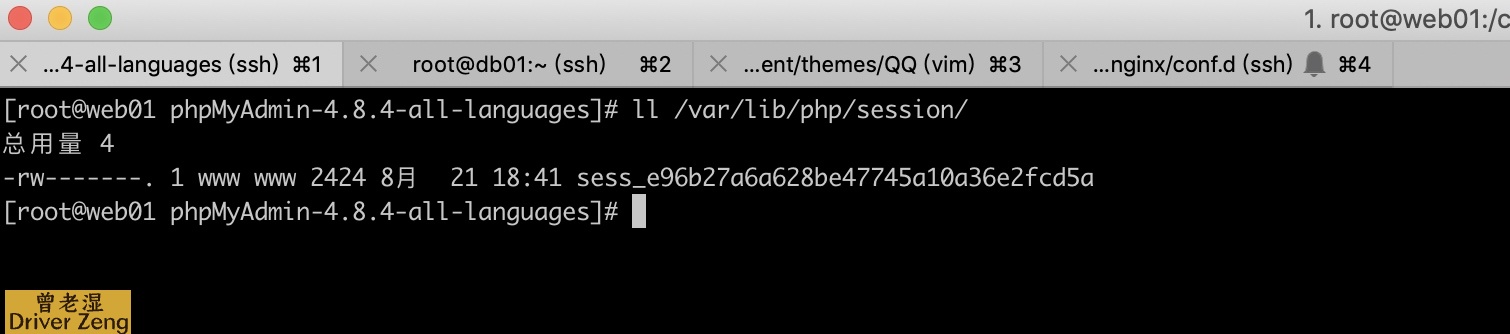 1. root@web01:/c
...4-all-languages (ssh) ⌘1 root@db01:~ (ssh) ⌘2 ...ent/themes/QQ (vim) ⌘3 ...nginx/conf.d (ssh) ⌘4
[root@web01 phpMyAdmin-4.8.4-all-languages]# ll /var/lib/php/session/
总用量 4
-rw-------. 1 www www 2424 8月  21 18:41 sess_e96b27a6a628be47745a10a36e2fcd5a
[root@web01 phpMyAdmin-4.8.4-all-languages]#
曾老湿
Driver Zeng